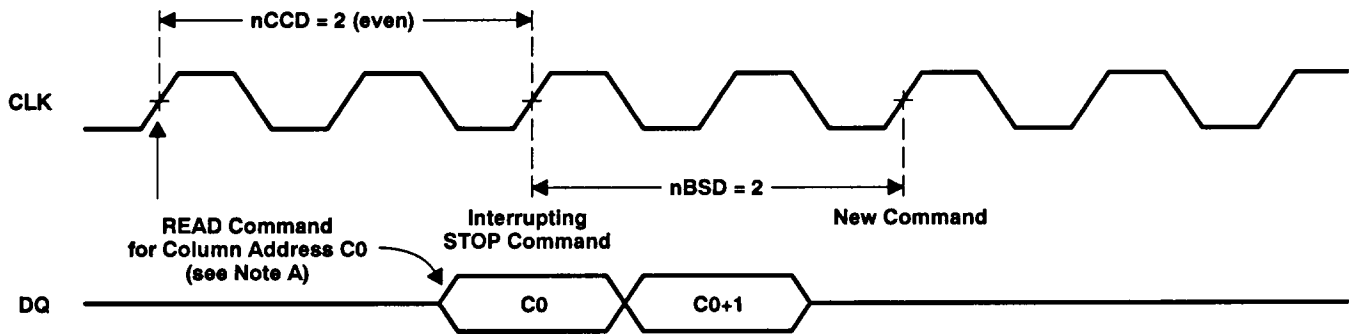 nCCD = 2 (even)
CLK
nBSD = 2
READ Command
for Column Address C0
(see Note A)
Interrupting
STOP Command
New Command
DQ
C0
C0+1